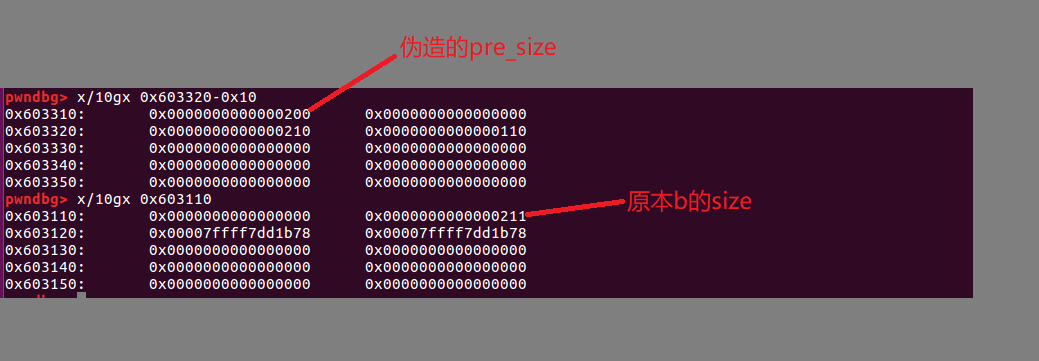 伪造的pre_size
pwndbg> x/10gx 0x603320-0x10
0x603310: 0x0000000000000200 0x0000000000000000
0x603320: 0x0000000000000210 0x0000000000000110
0x603330: 0x0000000000000000 0x0000000000000000
0x603340: 0x0000000000000000 0x0000000000000000
0x603350: 0x0000000000000000 0x0000000000000000
pwndbg> x/10gx 0x603110
0x603110: 0x0000000000000000 0x0000000000000211
原本b的size
0x603120: 0x00007ffff7dd1b78 0x00007ffff7dd1b78
0x603130: 0x0000000000000000 0x0000000000000000
0x603140: 0x0000000000000000 0x0000000000000000
0x603150: 0x0000000000000000 0x0000000000000000